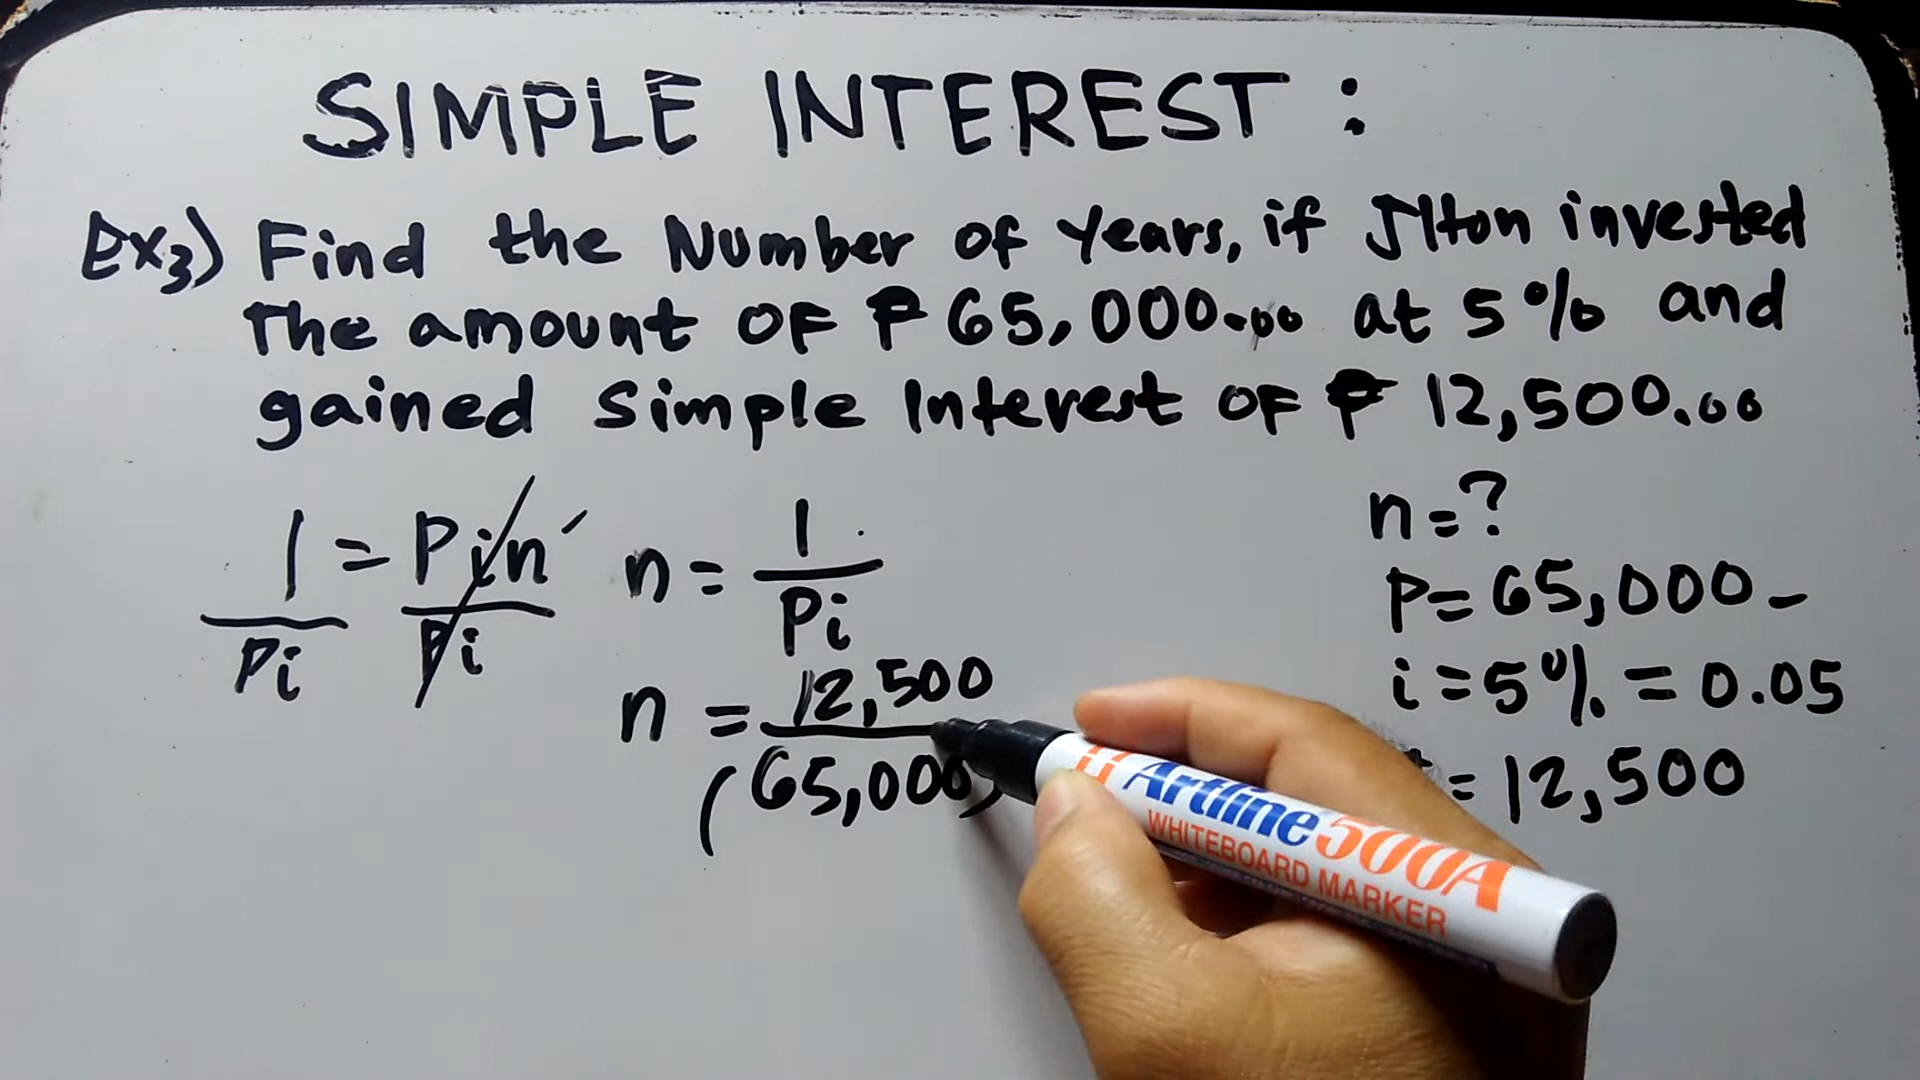 SIMPLE INTEREST :
Ex3) Find the Number of Years, if Jlton invested
The amount OF ₱ 65,000.00 at 5% and
gained Simple Interest OF ₱ 12,500.00
I = Pin
Pi Pi
n = I
Pi
n = 12,500
(65,000)
n = ?
P = 65,000 -
i = 5% = 0.05
= 12,500
Artline 500A
WHITEBOARD MARKER